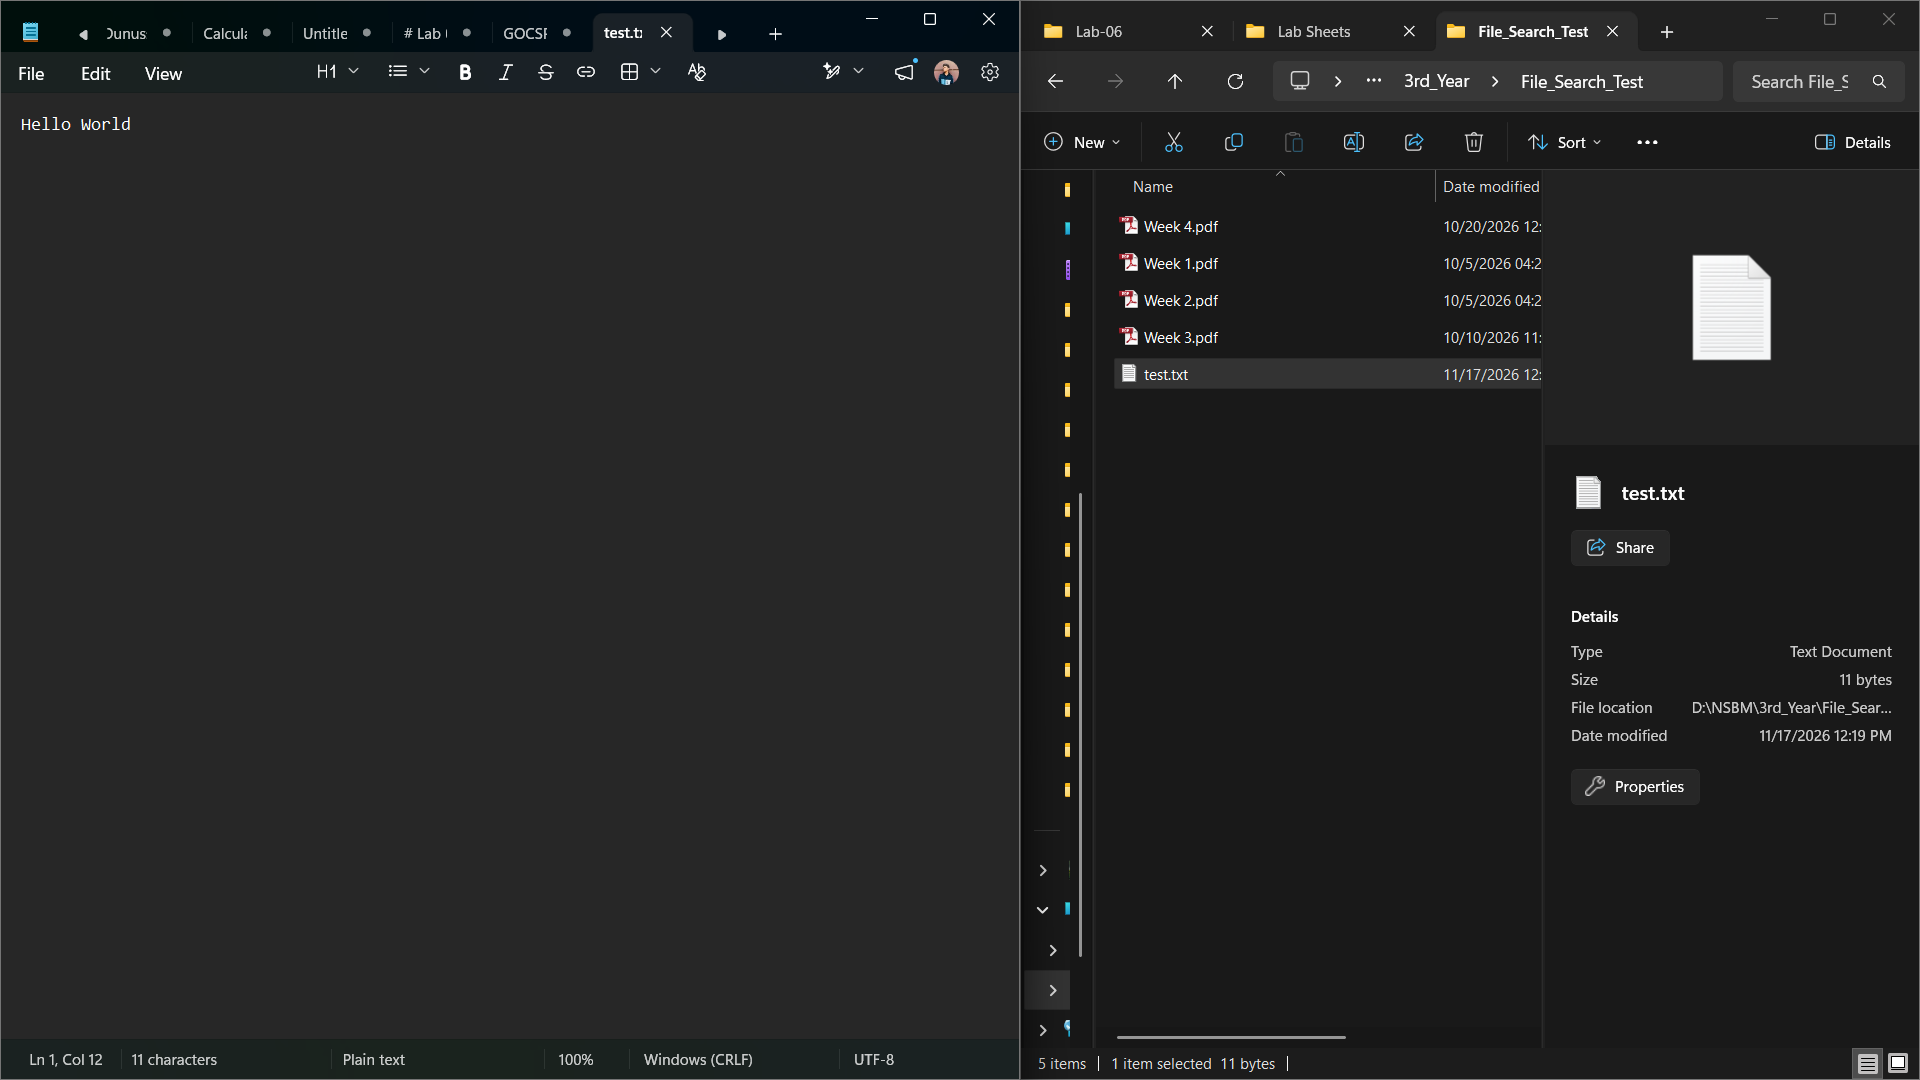 Calcula
Untitle
# Lab
GOCSF
test.t
File
Edit
View
H1
Hello World
Ln 1, Col 12
11 characters
Plain text
100%
Windows (CRLF)
UTF-8
Lab-06
Lab Sheets
File_Search_Test
3rd_Year
File_Search_Test
Search File_S
New
Sort
Details
Name
Date modified
Week 4.pdf
10/20/2026 12:
Week 1.pdf
10/5/2026 04:2
Week 2.pdf
10/5/2026 04:2
Week 3.pdf
10/10/2026 11:
test.txt
11/17/2026 12:
test.txt
Share
Details
Type Text Document
Size 11 bytes
File location D:\NSBM\3rd_Year\File_Sear...
Date modified 11/17/2026 12:19 PM
Properties
5 items
1 item selected 11 bytes